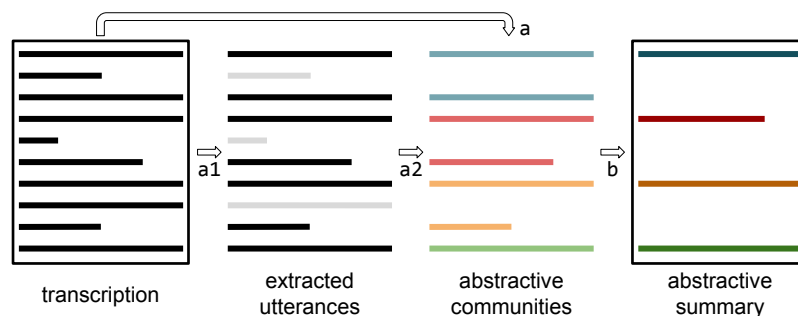 a
a1
a2
b
transcription
extracted
utterances
abstractive
communities
abstractive
summary